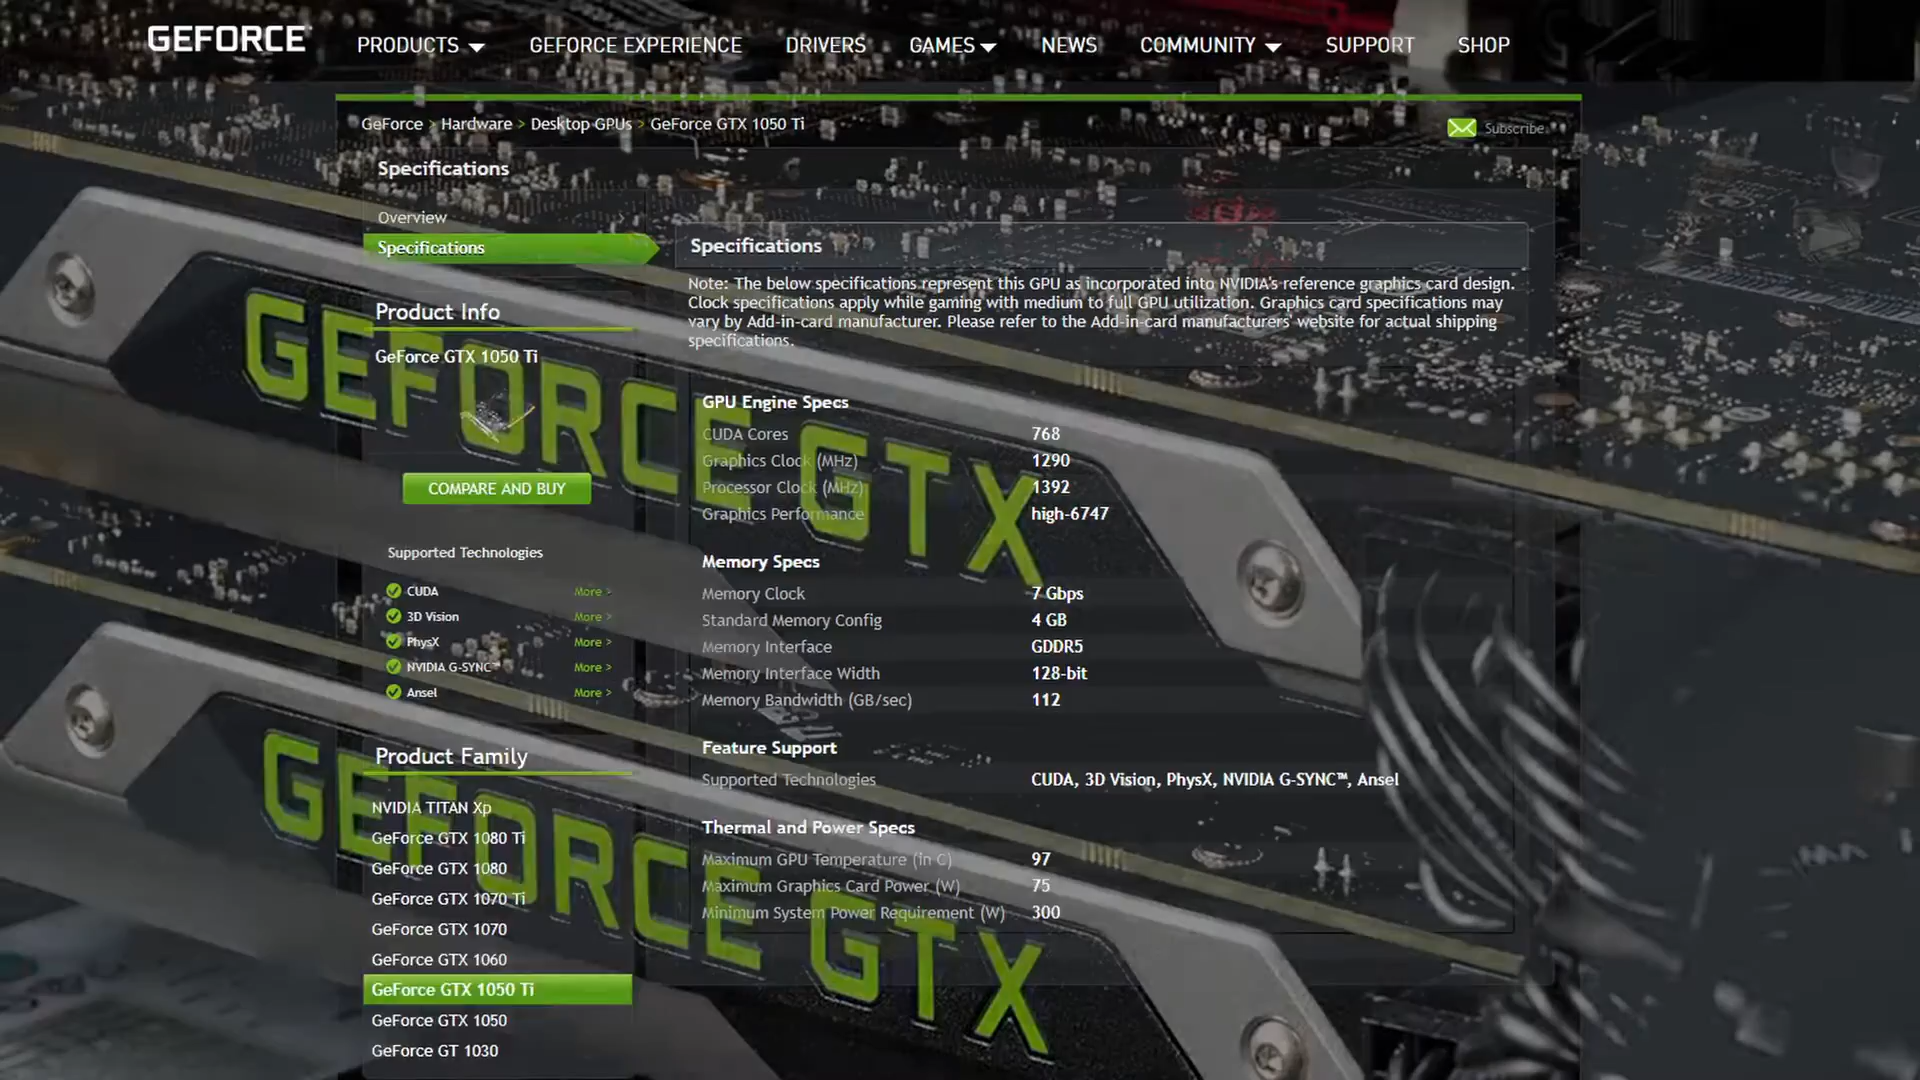 GEFORCE
PRODUCTS
GEFORCE EXPERIENCE
DRIVERS
GAMES
NEWS
COMMUNITY
SUPPORT
SHOP
GeForce > Hardware > Desktop GPUs > GeForce GTX 1050 Ti
Subscribe
Specifications
Overview
Specifications
Product Info
GeForce GTX 1050 Ti
COMPARE AND BUY
Supported Technologies
CUDA More >
3D Vision More >
PhysX More >
NVIDIA G-SYNC™ More >
Ansel More >
Product Family
NVIDIA TITAN Xp
GeForce GTX 1080 Ti
GeForce GTX 1080
GeForce GTX 1070 Ti
GeForce GTX 1070
GeForce GTX 1060
GeForce GTX 1050 Ti
GeForce GTX 1050
GeForce GT 1030
Specifications
Note: The below specifications represent this GPU as incorporated into NVIDIA's reference graphics card design.
Clock specifications apply while gaming with medium to full GPU utilization. Graphics card specifications may
vary by Add-in-card manufacturer. Please refer to the Add-in-card manufacturers' website for actual shipping
specifications.
GPU Engine Specs
CUDA Cores 768
Graphics Clock (MHz) 1290
Processor Clock (MHz) 1392
Graphics Performance high-6747
Memory Specs
Memory Clock 7 Gbps
Standard Memory Config 4 GB
Memory Interface GDDR5
Memory Interface Width 128-bit
Memory Bandwidth (GB/sec) 112
Feature Support
Supported Technologies CUDA, 3D Vision, PhysX, NVIDIA G-SYNC™, Ansel
Thermal and Power Specs
Maximum GPU Temperature (in C) 97
Maximum Graphics Card Power (W) 75
Minimum System Power Requirement (W) 300
GEFORCE GTX
GEFORCE GTX